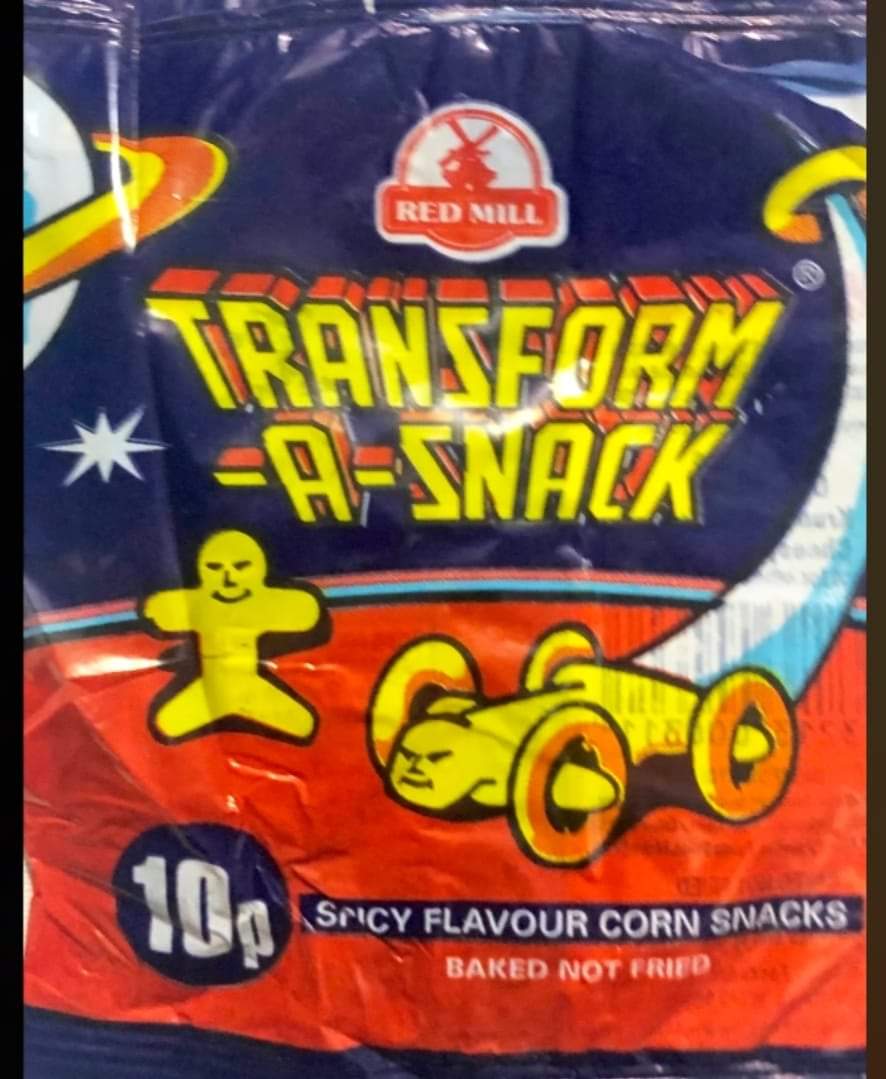 RED MILL
®
TRANSFORM
-A-SNACK
10p
SPICY FLAVOUR CORN SNACKS
BAKED NOT FRIED